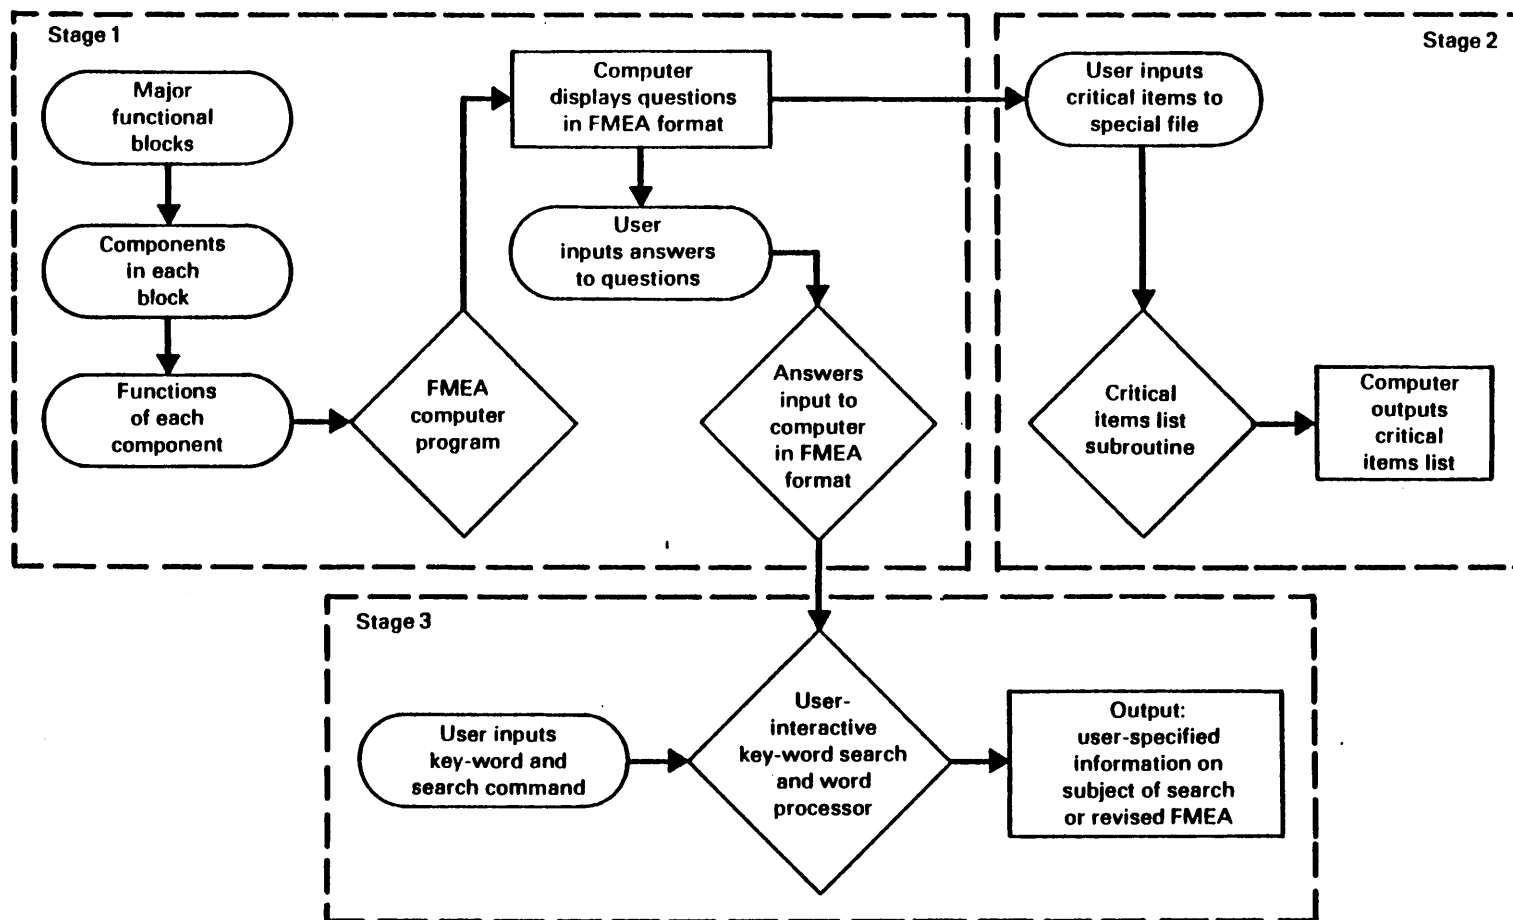 Stage 1
Major
functional
blocks
Components
in each
block
Functions
of each
component
FMEA
computer
program
Computer
displays questions
in FMEA format
User
inputs answers
to questions
Answers
input to
computer
in FMEA
format
Stage 2
User inputs
critical items to
special file
Critical
items list
subroutine
Computer
outputs
critical
items list
Stage 3
User inputs
key-word and
search command
User-
interactive
key-word search
and word
processor
Output:
user-specified
information on
subject of search
or revised FMEA